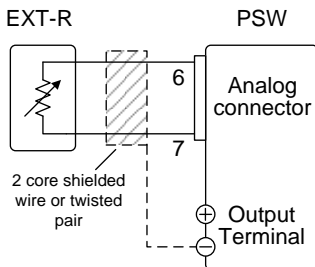 EXT-R
PSW
6
7
Analog
connector
2 core shielded
wire or twisted
pair
Output
Terminal